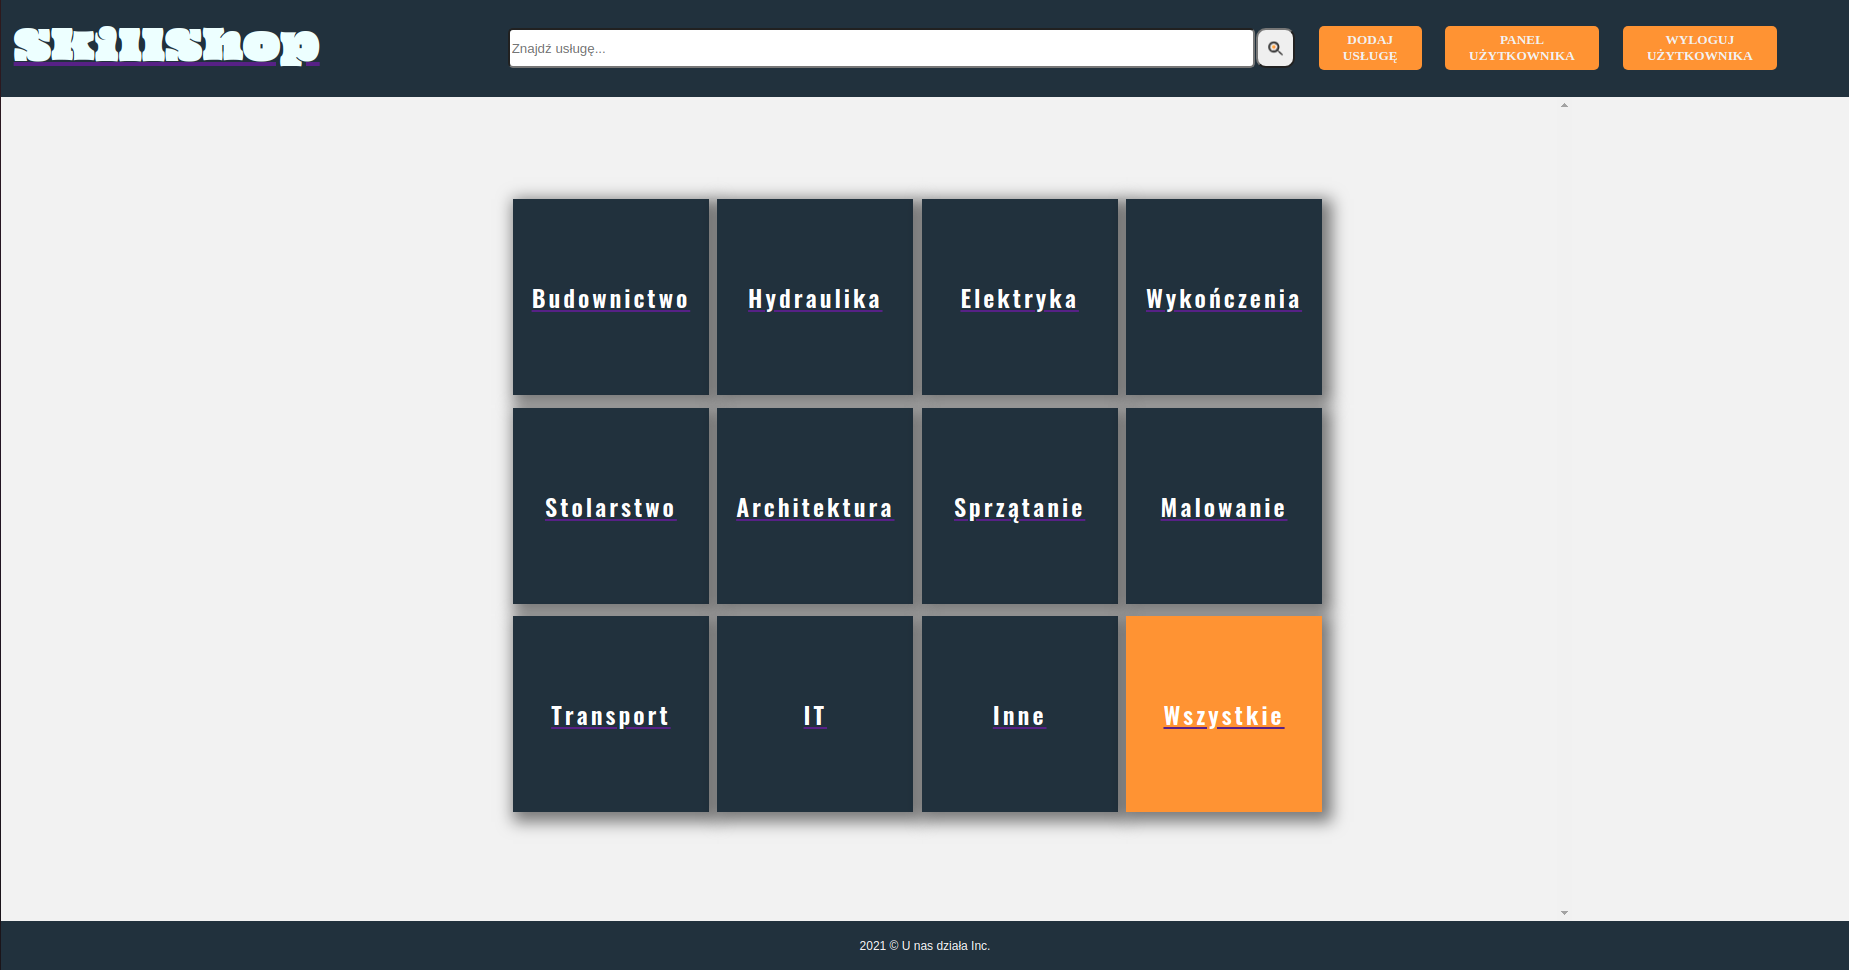 SkillShop
Znajdź usługę...
DODAJ
USŁUGĘ
PANEL
UŻYTKOWNIKA
WYLOGUJ
UŻYTKOWNIKA
Budownictwo
Hydraulika
Elektryka
Wykończenia
Stolarstwo
Architektura
Sprzątanie
Malowanie
Transport
IT
Inne
Wszystkie
2021 © U nas działa Inc.